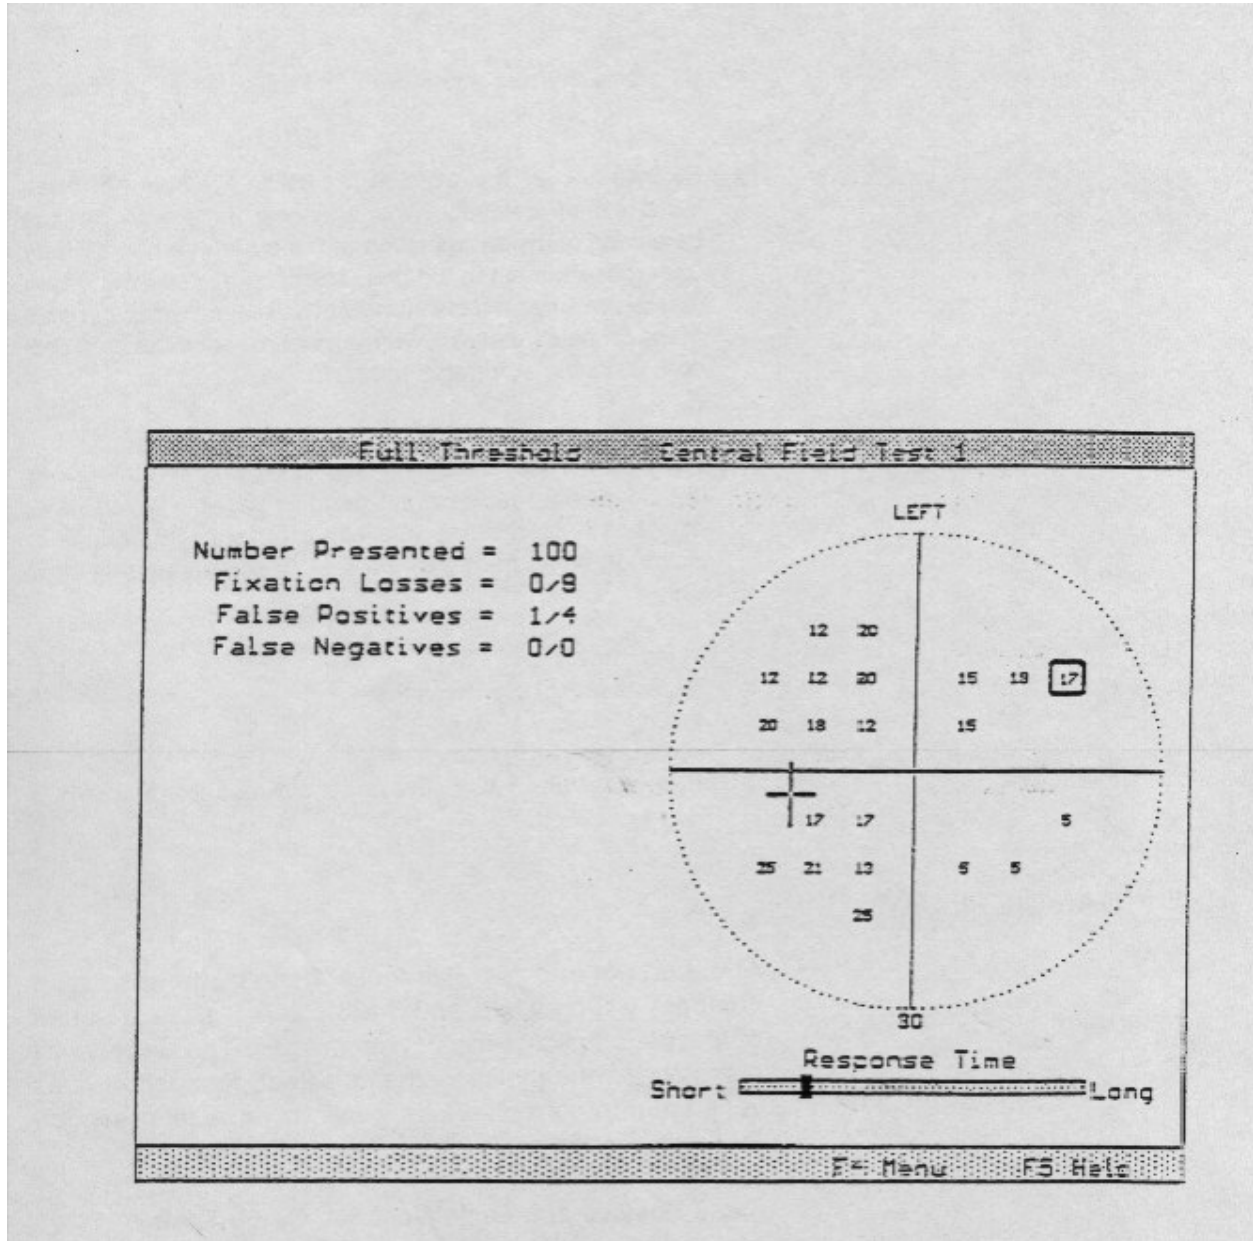 Full Threshold Central Field Test 1
LEFT
Number Presented = 100
Fixation Losses = 0/9
False Positives = 1/4
False Negatives = 0/0
12 20
12 12 20 15 19 17
20 18 12 15
17 17 5
25 21 13 5 5
25
30
Response Time
Short Long
Menu F5 Help